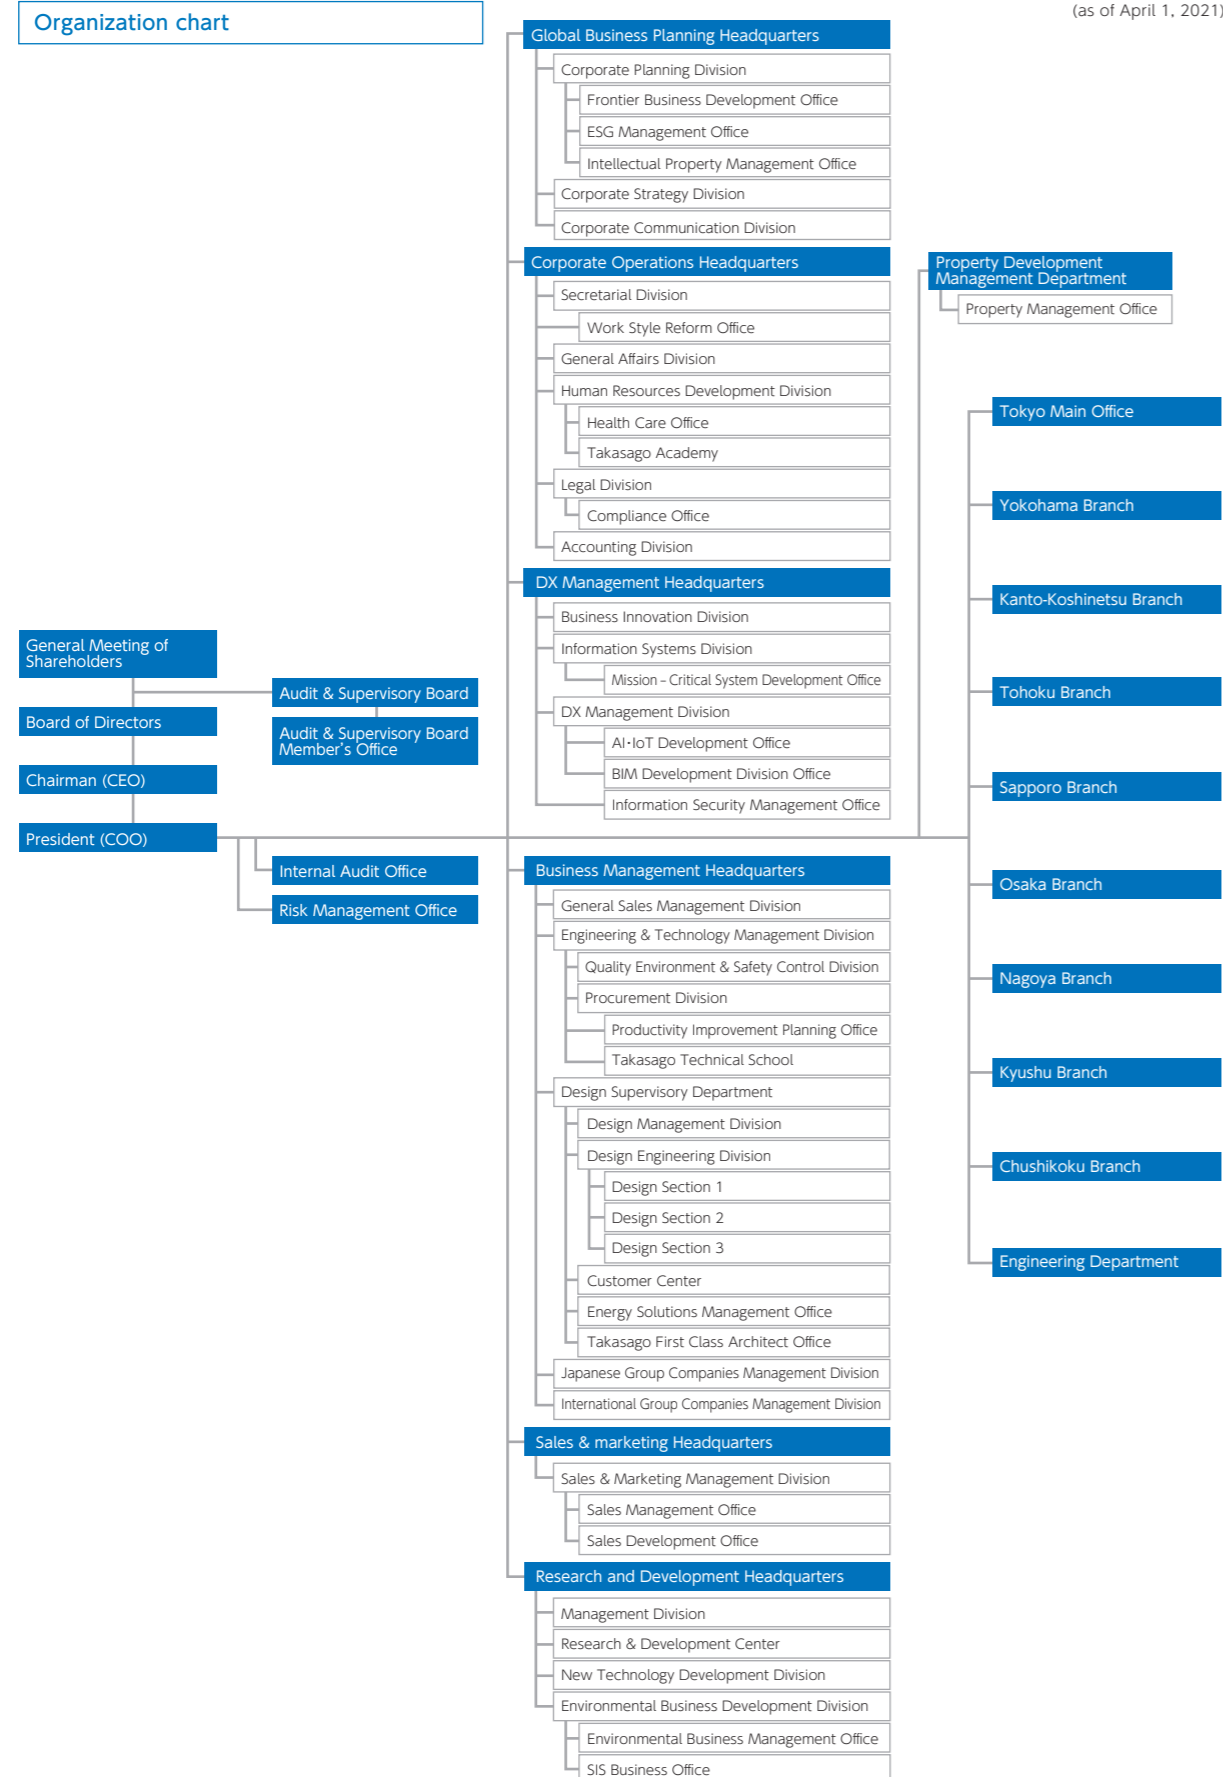 Organization chart
(as of April 1, 2021)
General Meeting of
Shareholders
Audit & Supervisory Board
Board of Directors
Audit & Supervisory Board
Member's Office
Chairman (CEO)
President (COO)
Internal Audit Office
Risk Management Office
Global Business Planning Headquarters
Corporate Planning Division
Frontier Business Development Office
ESG Management Office
Intellectual Property Management Office
Corporate Strategy Division
Corporate Communication Division
Corporate Operations Headquarters
Secretarial Division
Work Style Reform Office
General Affairs Division
Human Resources Development Division
Health Care Office
Takasago Academy
Legal Division
Compliance Office
Accounting Division
DX Management Headquarters
Business Innovation Division
Information Systems Division
Mission – Critical System Development Office
DX Management Division
AI・IoT Development Office
BIM Development Division Office
Information Security Management Office
Business Management Headquarters
General Sales Management Division
Engineering & Technology Management Division
Quality Environment & Safety Control Division
Procurement Division
Productivity Improvement Planning Office
Takasago Technical School
Design Supervisory Department
Design Management Division
Design Engineering Division
Design Section 1
Design Section 2
Design Section 3
Customer Center
Energy Solutions Management Office
Takasago First Class Architect Office
Japanese Group Companies Management Division
International Group Companies Management Division
Sales & marketing Headquarters
Sales & Marketing Management Division
Sales Management Office
Sales Development Office
Research and Development Headquarters
Management Division
Research & Development Center
New Technology Development Division
Environmental Business Development Division
Environmental Business Management Office
SIS Business Office
Property Development
Management Department
Property Management Office
Tokyo Main Office
Yokohama Branch
Kanto-Koshinetsu Branch
Tohoku Branch
Sapporo Branch
Osaka Branch
Nagoya Branch
Kyushu Branch
Chushikoku Branch
Engineering Department